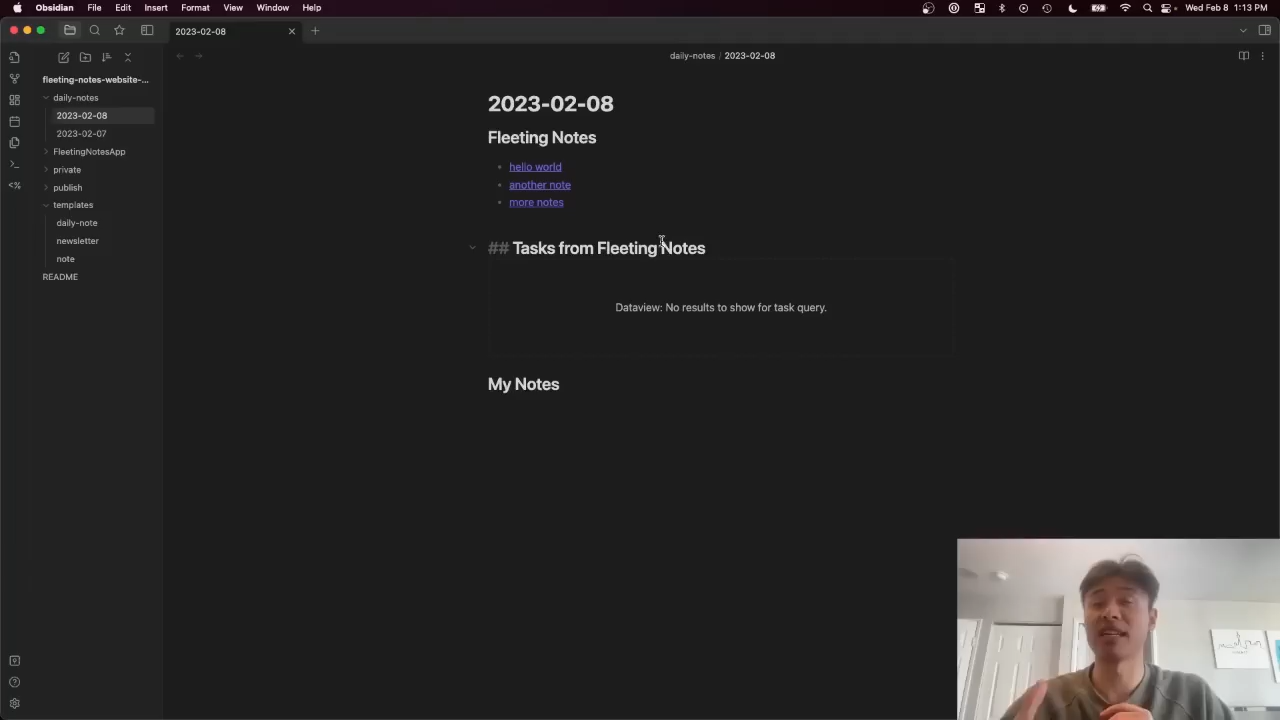 Obsidian File Edit Insert Format View Window Help
Wed Feb 8 1:13 PM
2023-02-08
daily-notes / 2023-02-08
fleeting-notes-website-...
daily-notes
2023-02-08
2023-02-07
FleetingNotesApp
private
publish
templates
daily-note
newsletter
note
README
2023-02-08
Fleeting Notes
hello world
another note
more notes
## Tasks from Fleeting Notes
Dataview: No results to show for task query.
My Notes